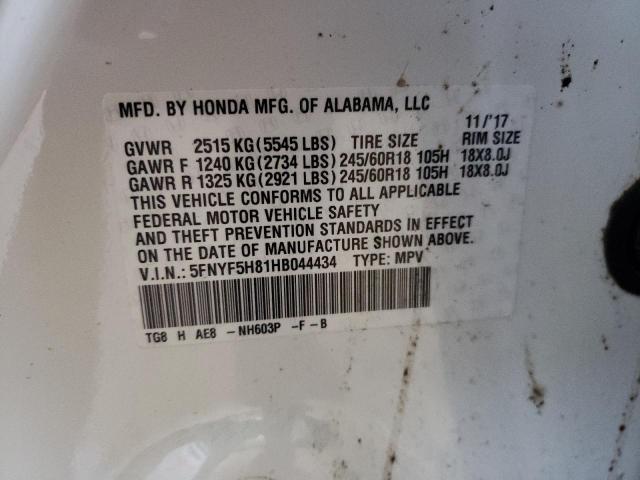 MFD. BY HONDA MFG. OF ALABAMA, LLC
11/'17
GVWR 2515 KG(5545 LBS) TIRE SIZE RIM SIZE
GAWR F 1240 KG(2734 LBS)245/60R18 105H 18X8.0J
GAWR R 1325 KG(2921 LBS)245/60R18 105H 18X8.0J
THIS VEHICLE CONFORMS TO ALL APPLICABLE
FEDERAL MOTOR VEHICLE SAFETY
AND THEFT PREVENTION STANDARDS IN EFFECT
ON THE DATE OF MANUFACTURE SHOWN ABOVE.
V.I.N.: 5FNYF5H81HB044434 TYPE: MPV
TG8 H AE8 -NH603P -F-B